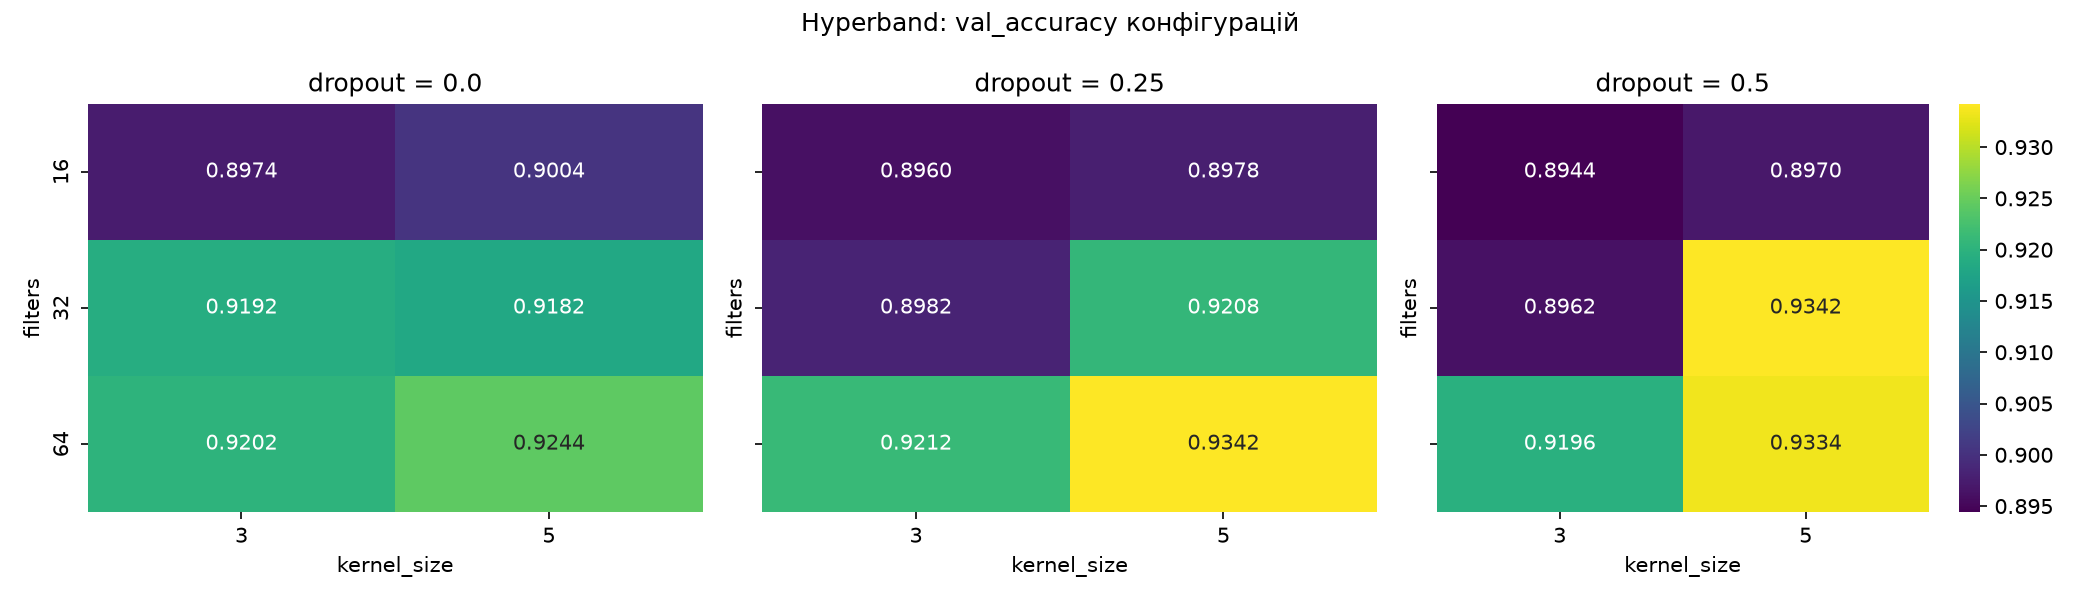 Hyperband: val_accuracy конфігурацій
dropout = 0.0
filters
16
32
64
0.8974 0.9004
0.9192 0.9182
0.9202 0.9244
3 5
kernel_size
dropout = 0.25
filters
0.8960 0.8978
0.8982 0.9208
0.9212 0.9342
3 5
kernel_size
dropout = 0.5
filters
0.8944 0.8970
0.8962 0.9342
0.9196 0.9334
3 5
kernel_size
0.930
0.925
0.920
0.915
0.910
0.905
0.900
0.895